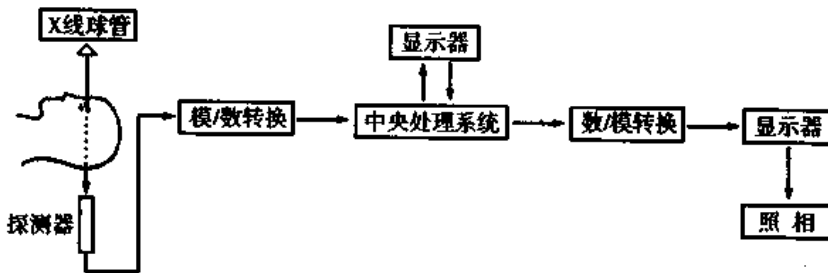 X线球管
显示器
模/数转换
中央处理系统
数/模转换
显示器
探测器
照 相